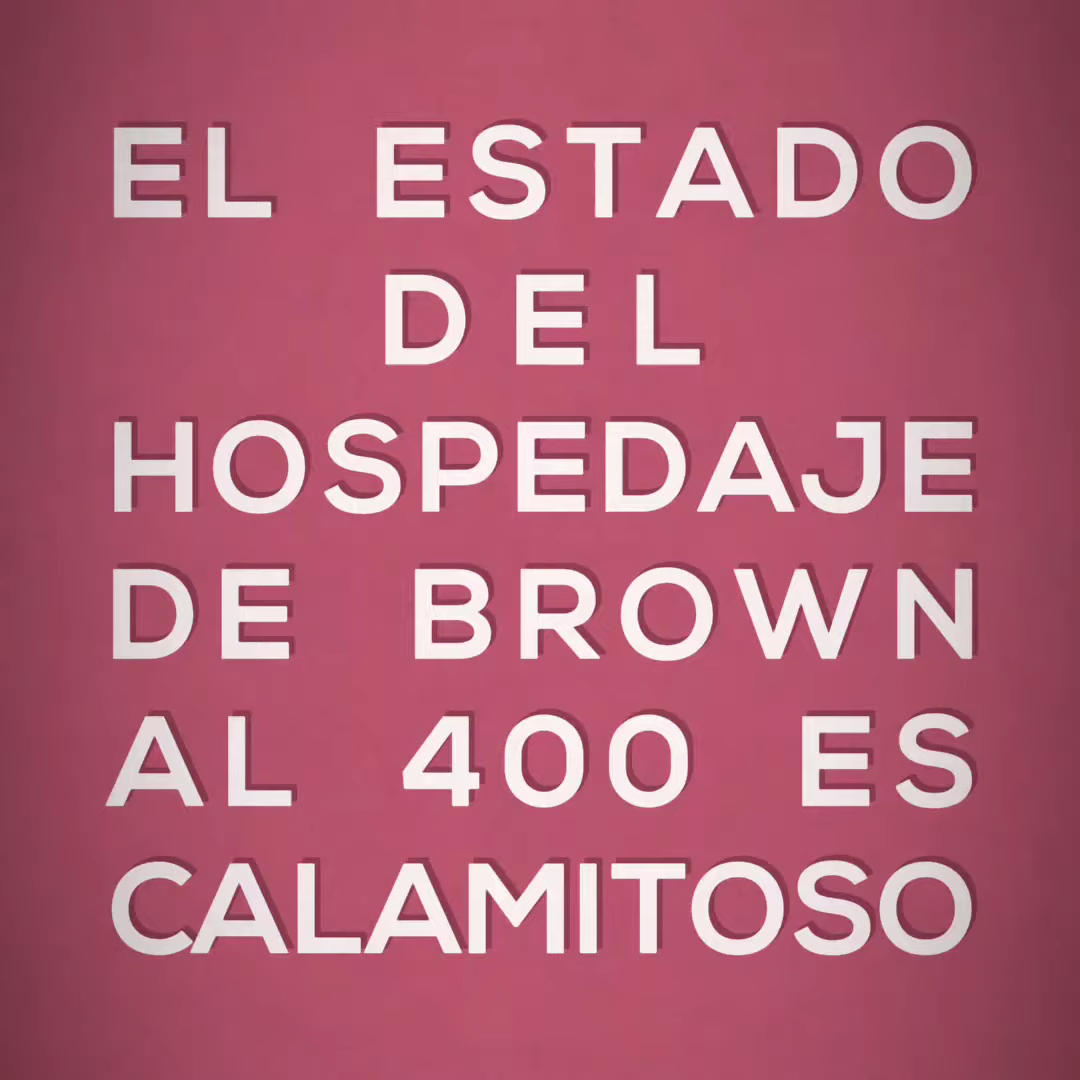 EL ESTADO
DEL
HOSPEDAJE
DE BROWN
AL 400 ES
CALAMITOSO